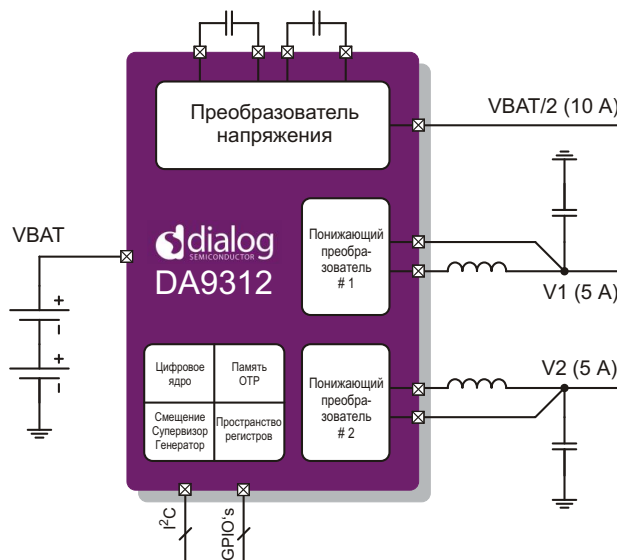 Преобразователь
напряжения
VBAT/2 (10 A)
VBAT
dialog
SEMICONDUCTOR
DA9312
Понижающий
преобра-
зователь
# 1
V1 (5 A)
Цифровое
ядро
Память
OTP
Смещение
Супервизор
Генератор
Пространство
регистров
Понижающий
преобра-
зователь
# 2
V2 (5 A)
I²C
GPIO's